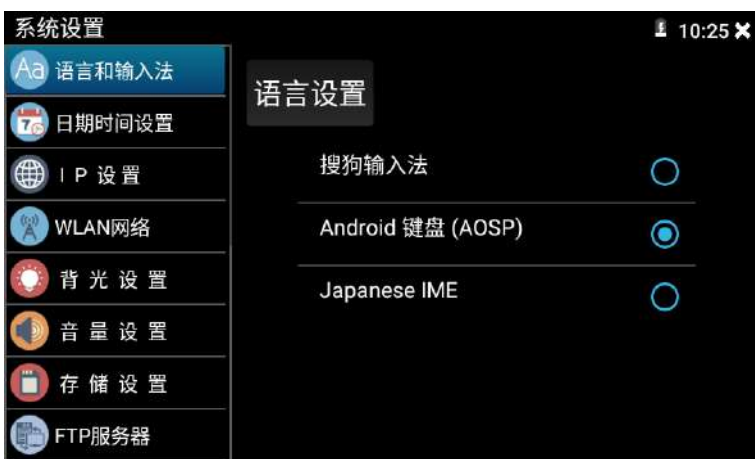 系统设置
10:25
Aa 语言和输入法
7 日期时间设置
I P 设置
WLAN网络
背 光 设 置
音 量 设 置
存 储 设 置
FTP服务器
语言设置
搜狗输入法
Android 键盘 (AOSP)
Japanese IME